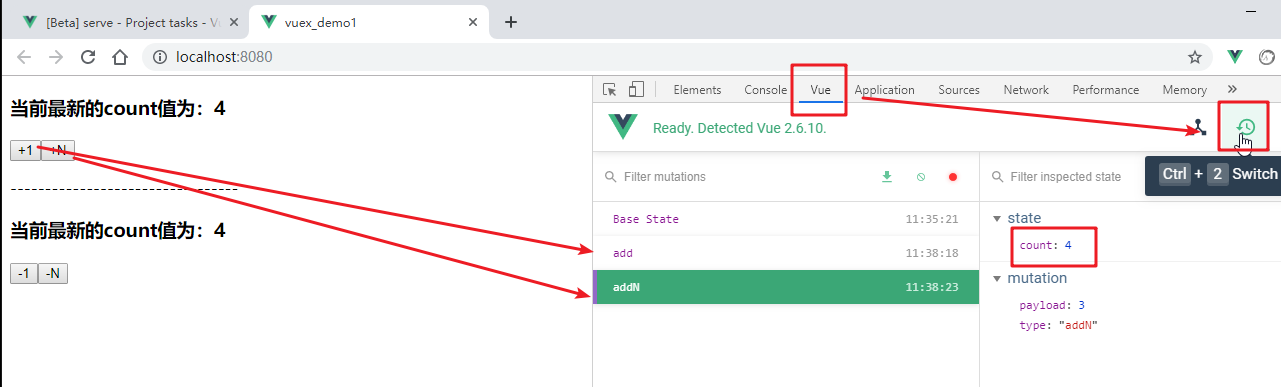 [Beta] serve - Project tasks - V
vuex_demo1
localhost:8080
当前最新的count值为：4
+1 +N
------------------------------------
当前最新的count值为：4
-1 -N
Elements Console Vue Application Sources Network Performance Memory
Ready. Detected Vue 2.6.10.
Ctrl + 2 Switch
Filter mutations
Base State 11:35:21
add 11:38:18
addN 11:38:23
Filter inspected state
state
count: 4
mutation
payload: 3
type: "addN"